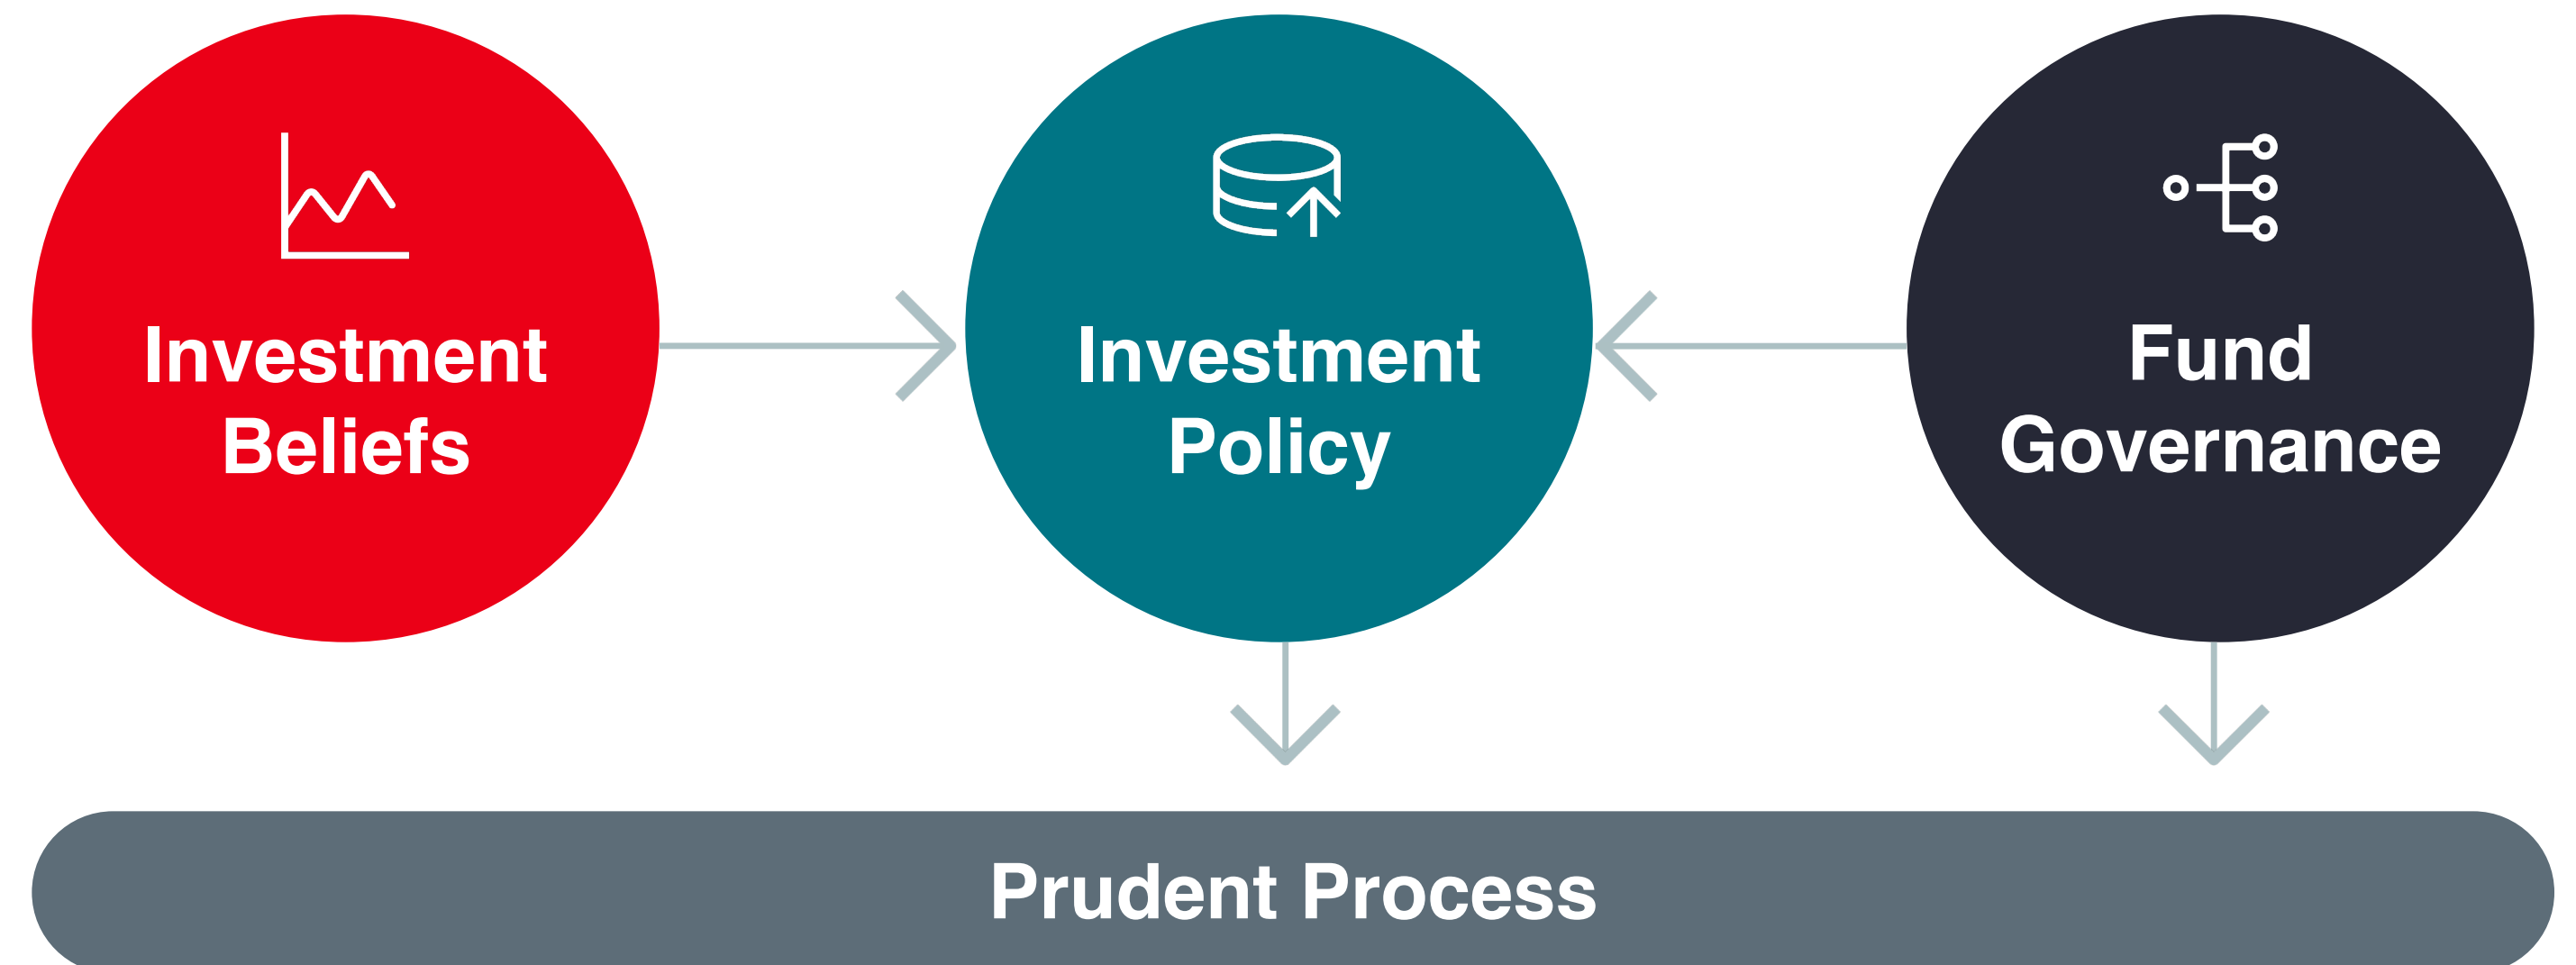 Investment
Beliefs
Investment
Policy
Fund
Governance
Prudent Process